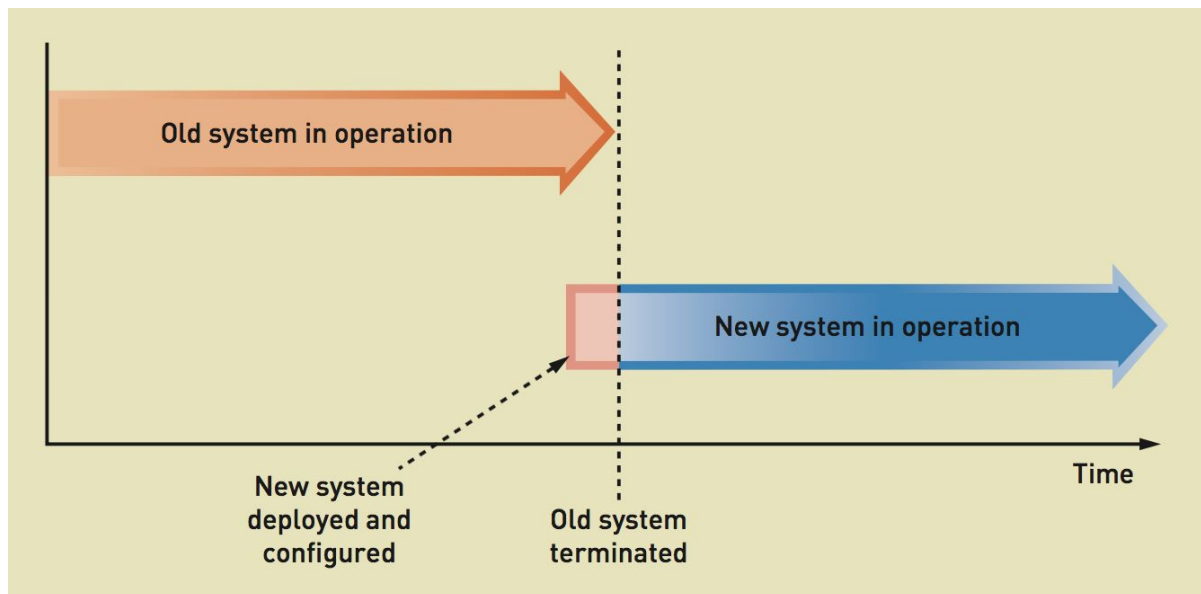 Old system in operation
New system in operation
Time
New system
deployed and
configured
Old system
terminated